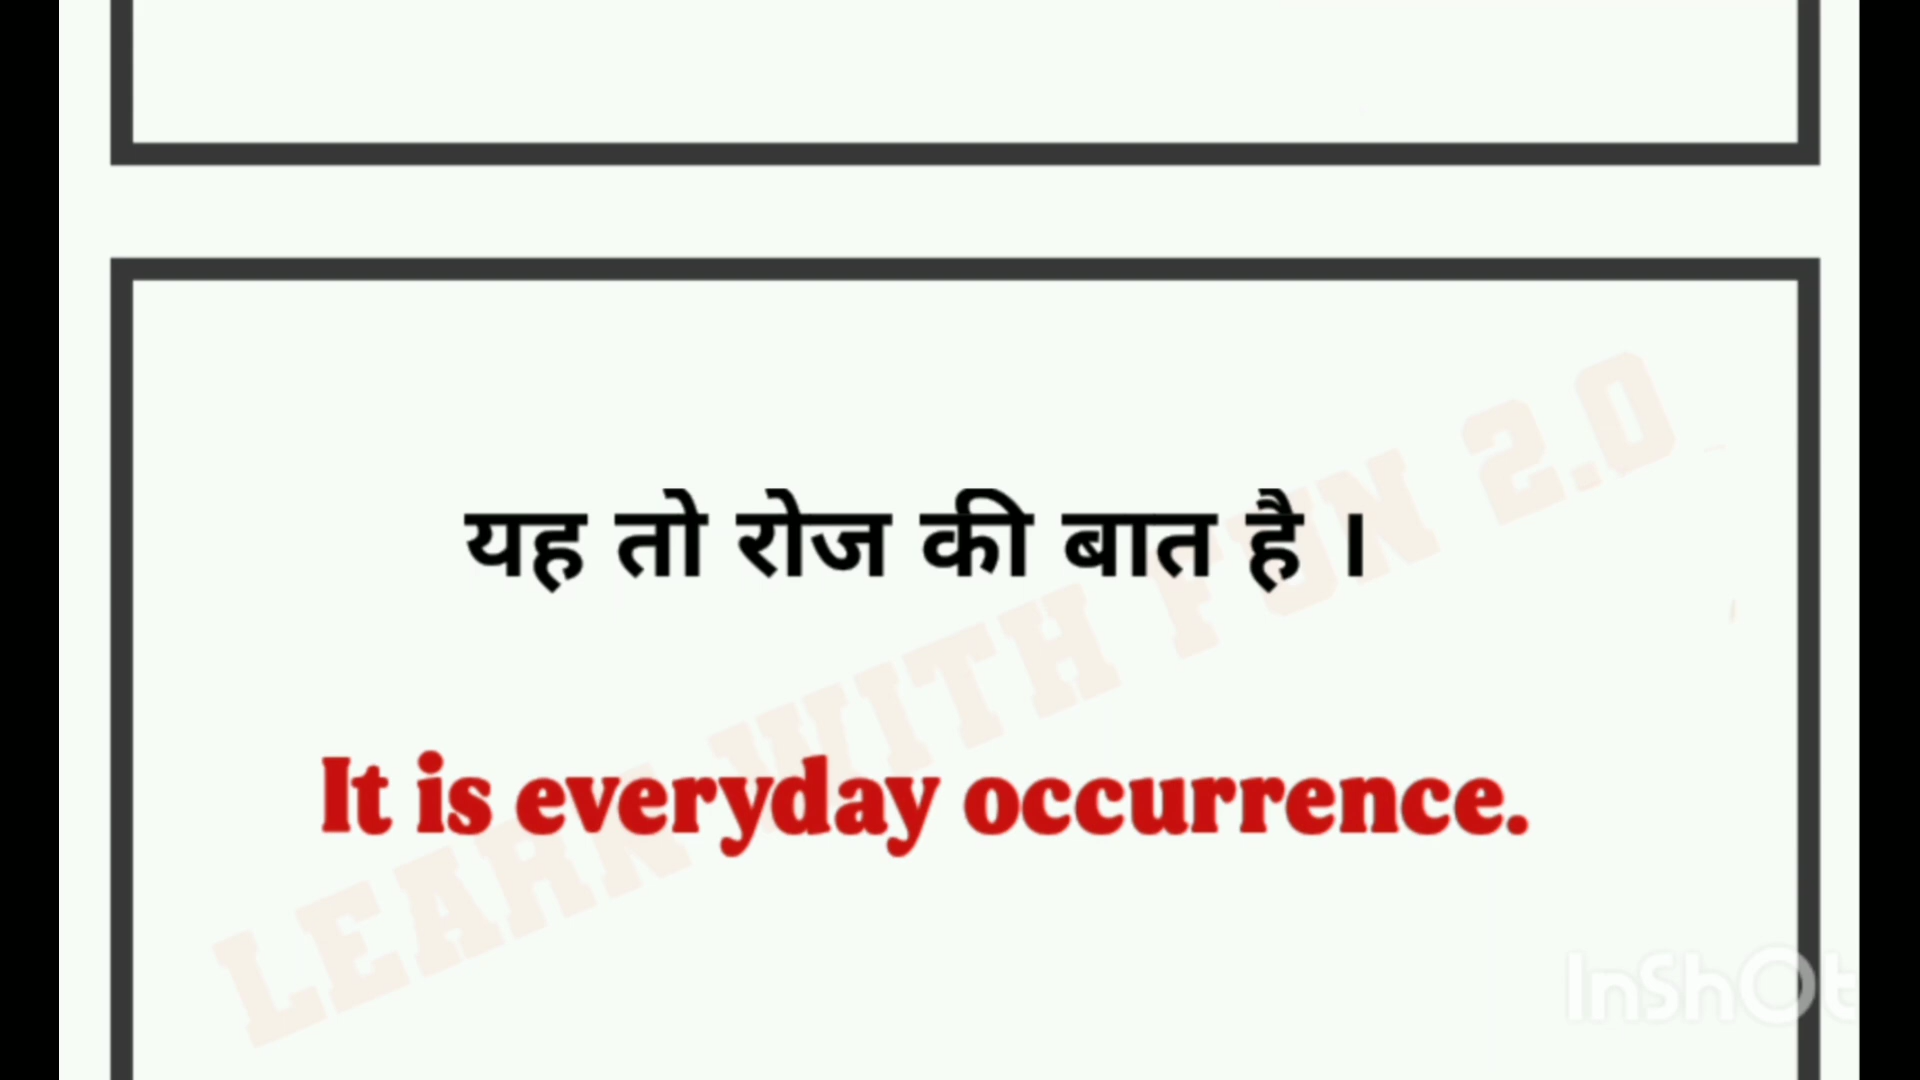 यह तो रोज की बात है ।
It is everyday occurrence.
LEARN WITH FUN 2.0
InShOt